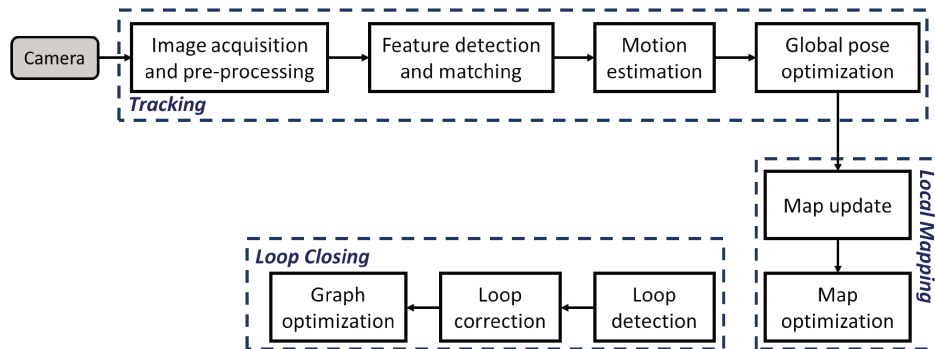 Camera
Image acquisition
and pre-processing
Feature detection
and matching
Motion
estimation
Global pose
optimization
Tracking
Map update
Local Mapping
Map
optimization
Loop Closing
Graph
optimization
Loop
correction
Loop
detection